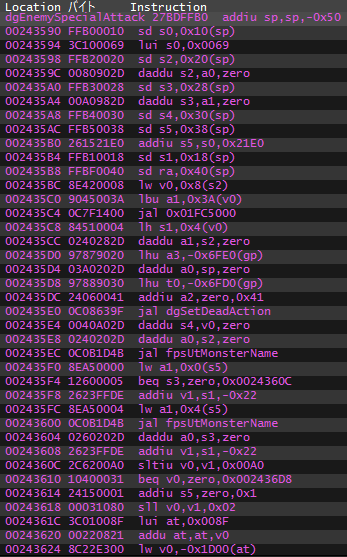 Location バイト Instruction
dgEnemySpecialAttack 27BDFFB0 addiu sp,sp,-0x50
00243590 FFB00010 sd s0,0x10(sp)
00243594 3C100069 lui s0,0x0069
00243598 FFB20020 sd s2,0x20(sp)
0024359C 0080902D daddu s2,a0,zero
002435A0 FFB30028 sd s3,0x28(sp)
002435A4 00A0982D daddu s3,a1,zero
002435A8 FFB40030 sd s4,0x30(sp)
002435AC FFB50038 sd s5,0x38(sp)
002435B0 261521E0 addiu s5,s0,0x21E0
002435B4 FFB10018 sd s1,0x18(sp)
002435B8 FFBF0040 sd ra,0x40(sp)
002435BC 8E420008 lw v0,0x8(s2)
002435C0 9045003A lbu a1,0x3A(v0)
002435C4 0C7F1400 jal 0x01FC5000
002435C8 84510004 lh s1,0x4(v0)
002435CC 0240282D daddu a1,s2,zero
002435D0 97879020 lhu a3,-0x6FE0(gp)
002435D4 03A0202D daddu a0,sp,zero
002435D8 97889030 lhu t0,-0x6FD0(gp)
002435DC 24060041 addiu a2,zero,0x41
002435E0 0C08639F jal dgSetDeadAction
002435E4 0040A02D daddu s4,v0,zero
002435E8 0240202D daddu a0,s2,zero
002435EC 0C0B1D4B jal fpsUtMonsterName
002435F0 8EA50000 lw a1,0x0(s5)
002435F4 12600005 beq s3,zero,0x0024360C
002435F8 2623FFDE addiu v1,s1,-0x22
002435FC 8EA50004 lw a1,0x4(s5)
00243600 0C0B1D4B jal fpsUtMonsterName
00243604 0260202D daddu a0,s3,zero
00243608 2623FFDE addiu v1,s1,-0x22
0024360C 2C6200A0 sltiu v0,v1,0x00A0
00243610 10400031 beq v0,zero,0x002436D8
00243614 24150001 addiu s5,zero,0x1
00243618 00031080 sll v0,v1,0x02
0024361C 3C01008F lui at,0x008F
00243620 00220821 addu at,at,v0
00243624 8C22E300 lw v0,-0x1D00(at)